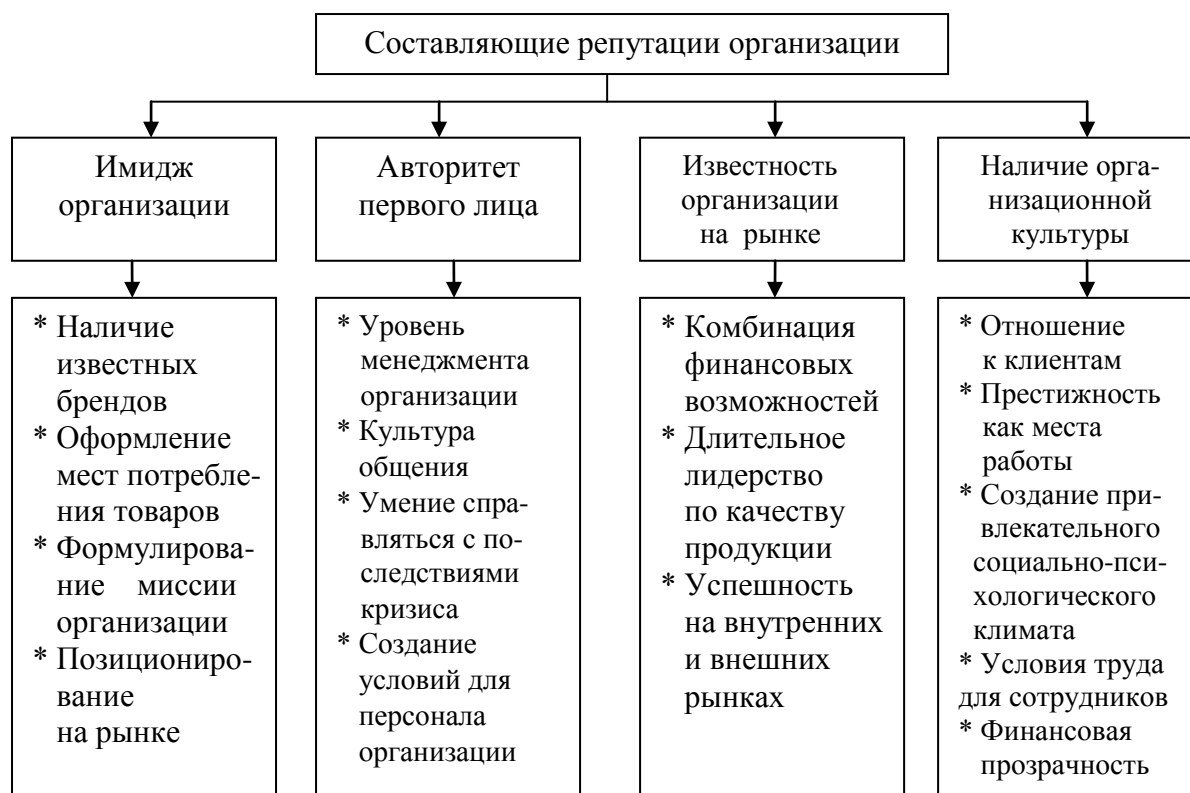 Составляющие репутации организации
Имидж
организации
Авторитет
первого лица
Известность
организации
на рынке
Наличие орга-
низационной
культуры
* Наличие
известных
брендов
* Оформление
мест потребле-
ния товаров
* Формулирова-
ние миссии
организации
* Позициониро-
вание
на рынке
* Уровень
менеджмента
организации
* Культура
общения
* Умение спра-
вляться с по-
следствиями
кризиса
* Создание
условий для
персонала
организации
* Комбинация
финансовых
возможностей
* Длительное
лидерство
по качеству
продукции
* Успешность
на внутренних
и внешних
рынках
* Отношение
к клиентам
* Престижность
как места
работы
* Создание при-
влекательного
социально-пси-
хологического
климата
* Условия труда
для сотрудников
* Финансовая
прозрачность